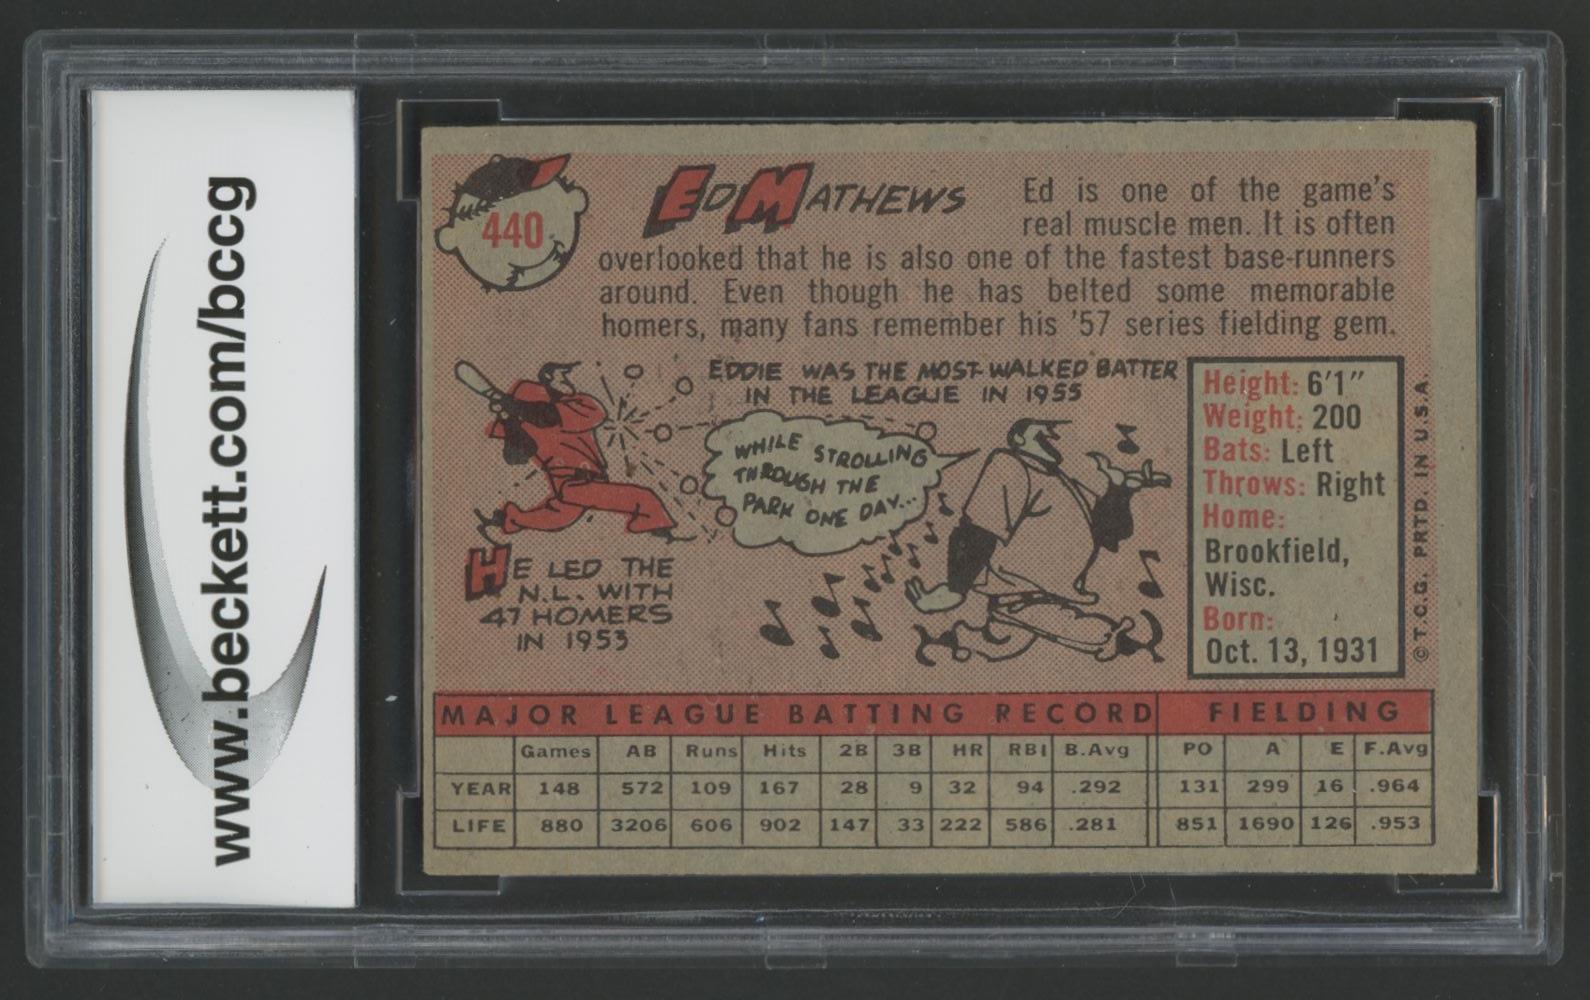 www.beckett.com/bccg
440
ED MATHEWS
Ed is one of the game's
real muscle men. It is often
overlooked that he is also one of the fastest base-runners
around. Even though he has belted some memorable
homers, many fans remember his '57 series fielding gem.
EDDIE WAS THE MOST-WALKED BATTER
IN THE LEAGUE IN 1955
WHILE STROLLING
THROUGH THE
PARK ONE DAY...
HE LED THE
N.L. WITH
47 HOMERS
IN 1953
Height: 6'1"
Weight: 200
Bats: Left
Throws: Right
Home:
Brookfield,
Wisc.
Born:
Oct. 13, 1931
© T.C.G. PRTD. IN U.S.A.
MAJOR LEAGUE BATTING RECORD FIELDING
Games AB Runs Hits 2B 3B HR RBI B.Avg PO A E F.Avg
YEAR 148 572 109 167 28 9 32 94 .292 131 299 16 .964
LIFE 880 3206 606 902 147 33 222 586 .281 851 1690 126 .953